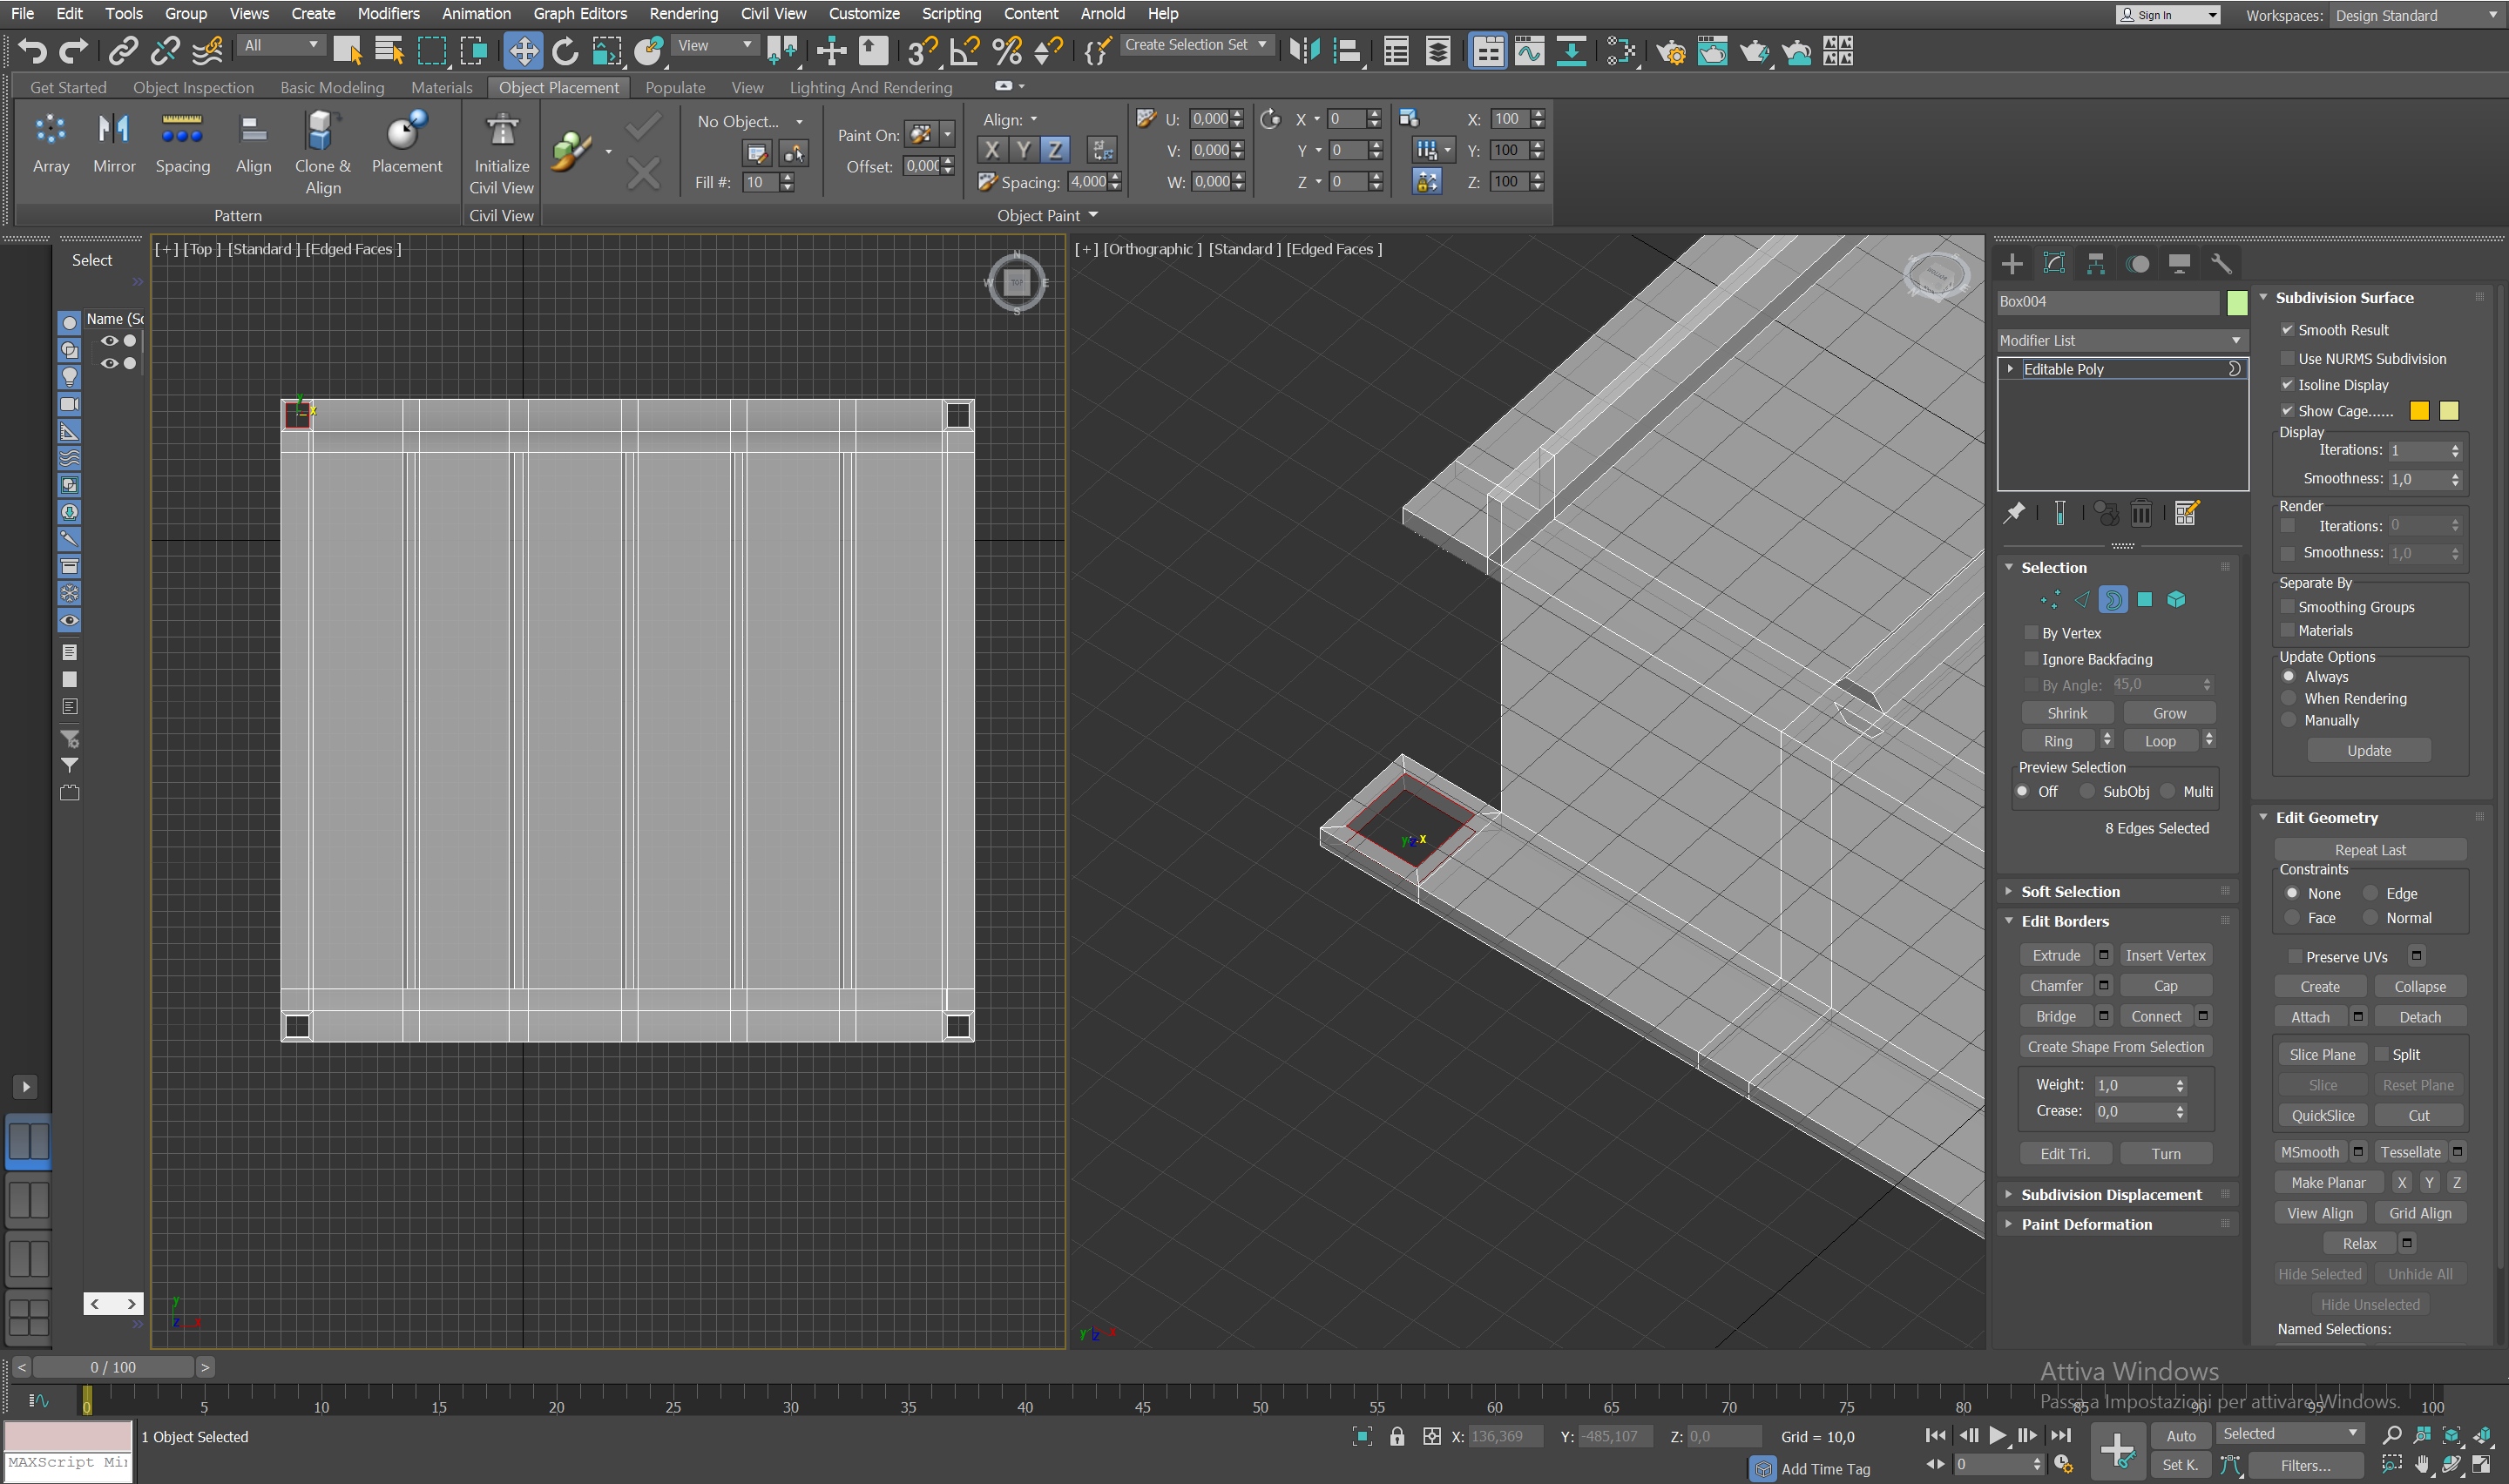 File Edit Tools Group Views Create Modifiers Animation Graph Editors Rendering Civil View Customize Scripting Content Arnold Help
Sign In
Workspaces: Design Standard
All
View
Create Selection Set
Get Started Object Inspection Basic Modeling Materials Object Placement Populate View Lighting And Rendering
Array Mirror Spacing Align Clone & Align Placement
Pattern
Initialize Civil View
Civil View
No Object...
Fill #: 10
Paint On:
Offset: 0,000
Align:
X Y Z
Spacing: 4,000
U: 0,000
V: 0,000
W: 0,000
X 0
Y 0
Z 0
X: 100
Y: 100
Z: 100
Object Paint
Select
Name (Sc
[+] [Top ] [Standard ] [Edged Faces ]
N
W TOP E
S
y
x
y
z x
[+] [Orthographic ] [Standard ] [Edged Faces ]
y z x
y z x
Box004
Modifier List
Editable Poly
Selection
By Vertex
Ignore Backfacing
By Angle: 45,0
Shrink Grow
Ring Loop
Preview Selection
Off SubObj Multi
8 Edges Selected
Soft Selection
Edit Borders
Extrude Insert Vertex
Chamfer Cap
Bridge Connect
Create Shape From Selection
Weight: 1,0
Crease: 0,0
Edit Tri. Turn
Subdivision Displacement
Paint Deformation
Subdivision Surface
Smooth Result
Use NURMS Subdivision
Isoline Display
Show Cage......
Display
Iterations: 1
Smoothness: 1,0
Render
Iterations: 0
Smoothness: 1,0
Separate By
Smoothing Groups
Materials
Update Options
Always
When Rendering
Manually
Update
Edit Geometry
Repeat Last
Constraints
None Edge
Face Normal
Preserve UVs
Create Collapse
Attach Detach
Slice Plane Split
Slice Reset Plane
QuickSlice Cut
MSmooth Tessellate
Make Planar X Y Z
View Align Grid Align
Relax
Hide Selected Unhide All
Hide Unselected
Named Selections:
< 0 / 100 >
Attiva Windows
Passa a Impostazioni per attivare Windows.
0 5 10 15 20 25 30 35 40 45 50 55 60 65 70 75 80 85 90 95 100
1 Object Selected
MAXScript Mi
X: 136,369 Y: -485,107 Z: 0,0 Grid = 10,0
Add Time Tag
0
Auto Selected
Set K. Filters...